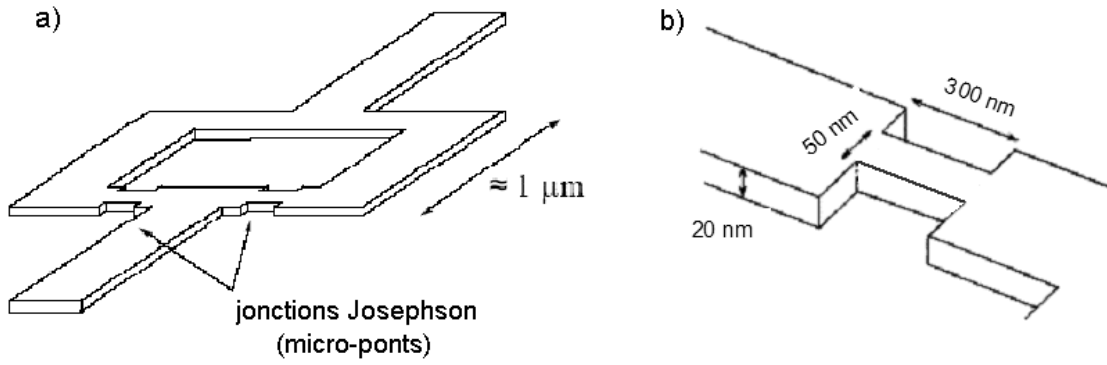 a)
≈ 1 µm
jonctions Josephson
(micro-ponts)
b)
300 nm
50 nm
20 nm